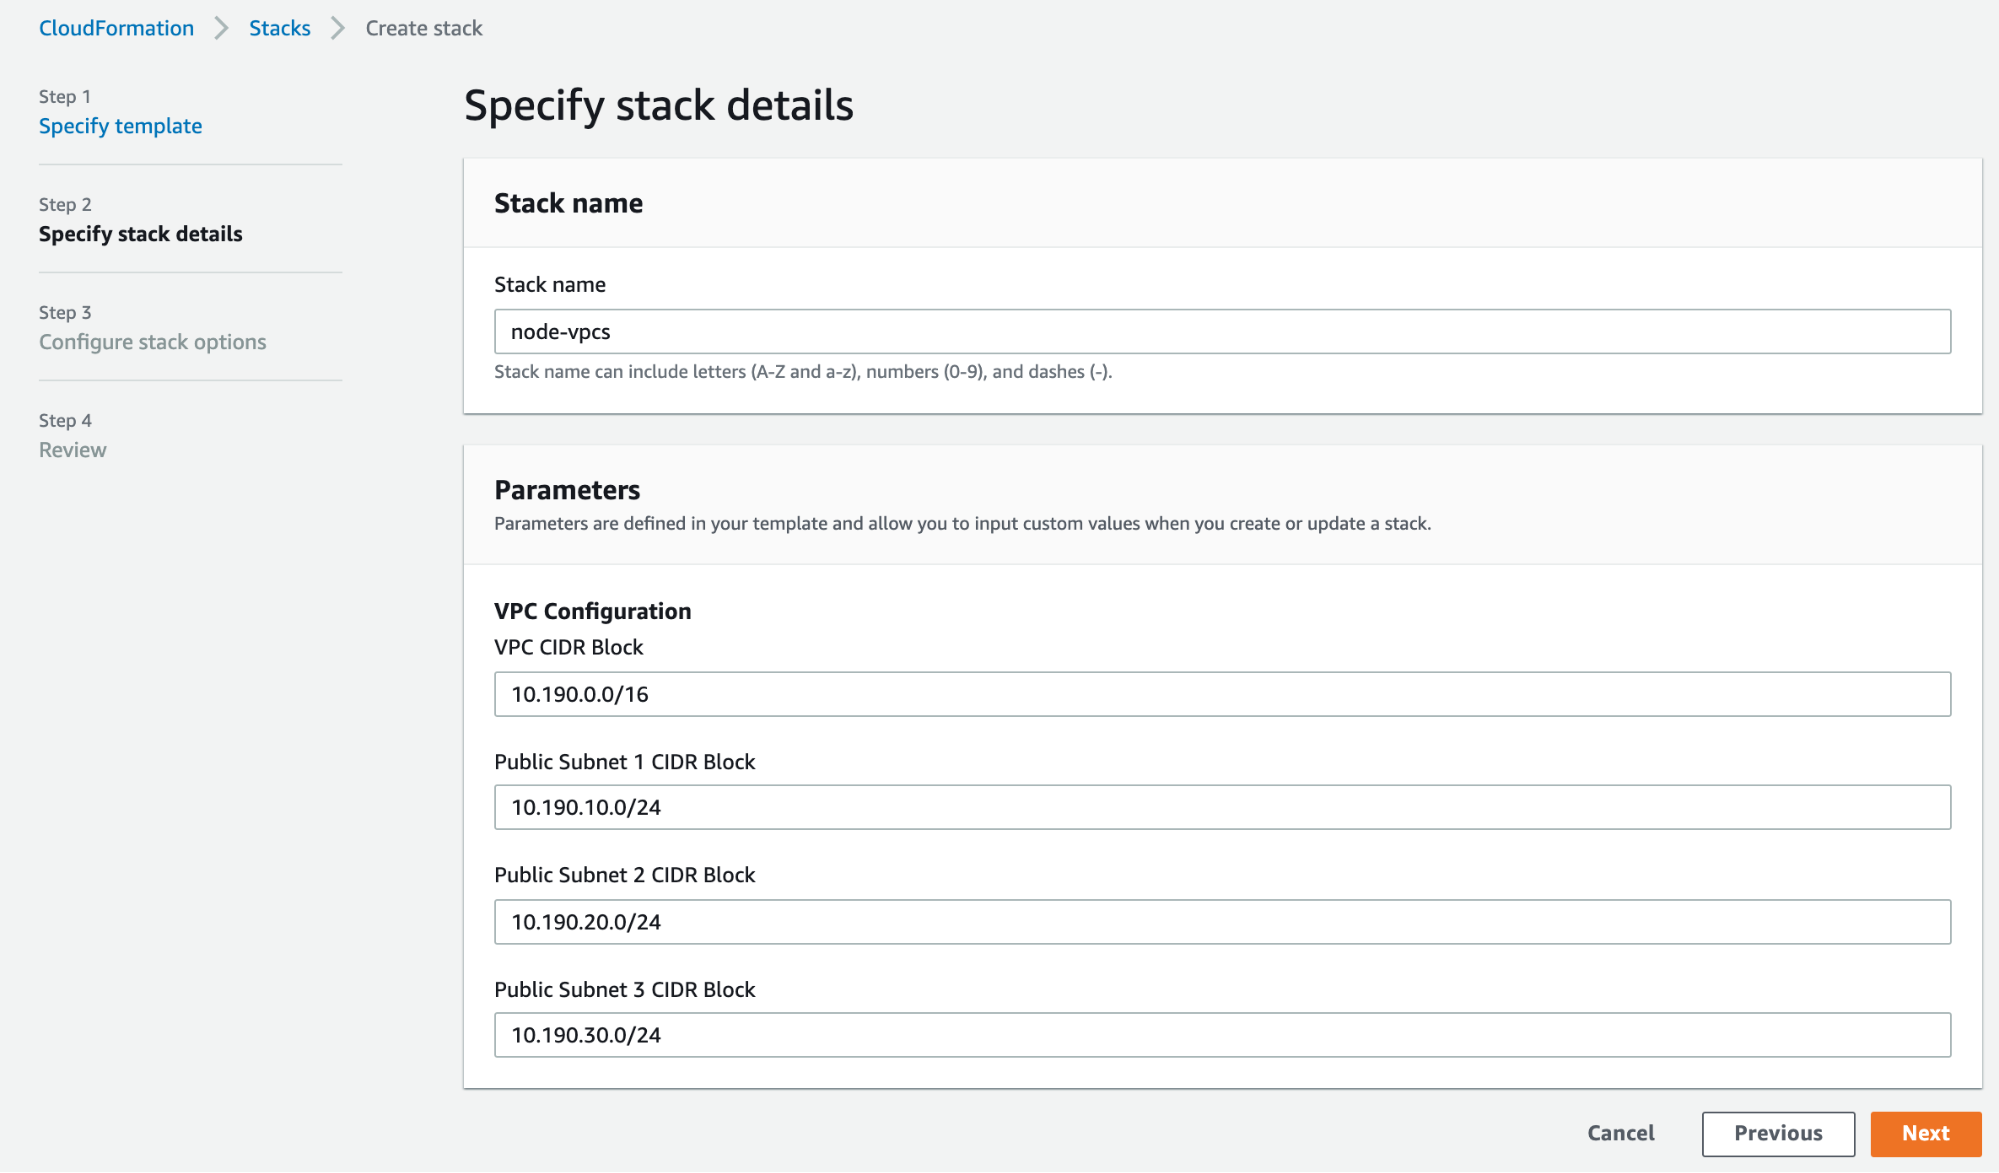 CloudFormation > Stacks > Create stack
Step 1
Specify template
Step 2
Specify stack details
Step 3
Configure stack options
Step 4
Review
Specify stack details
Stack name
Stack name
node-vpcs
Stack name can include letters (A-Z and a-z), numbers (0-9), and dashes (-).
Parameters
Parameters are defined in your template and allow you to input custom values when you create or update a stack.
VPC Configuration
VPC CIDR Block
10.190.0.0/16
Public Subnet 1 CIDR Block
10.190.10.0/24
Public Subnet 2 CIDR Block
10.190.20.0/24
Public Subnet 3 CIDR Block
10.190.30.0/24
Cancel Previous Next